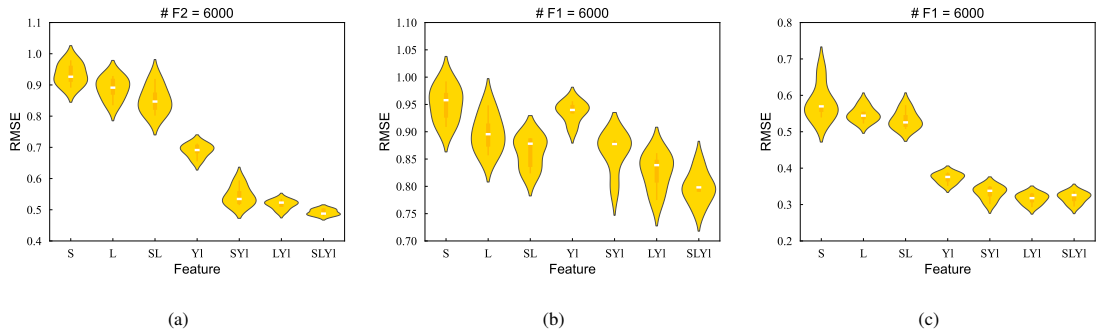 # F2 = 6000
RMSE
1.1
1.0
0.9
0.8
0.7
0.6
0.5
0.4
S L SL Yl SYl LYl SLYl
Feature
(a)
# F1 = 6000
RMSE
1.10
1.05
1.00
0.95
0.90
0.85
0.80
0.75
0.70
S L SL Yl SYl LYl SLYl
Feature
(b)
# F1 = 6000
RMSE
0.8
0.7
0.6
0.5
0.4
0.3
0.2
S L SL Yl SYl LYl SLYl
Feature
(c)